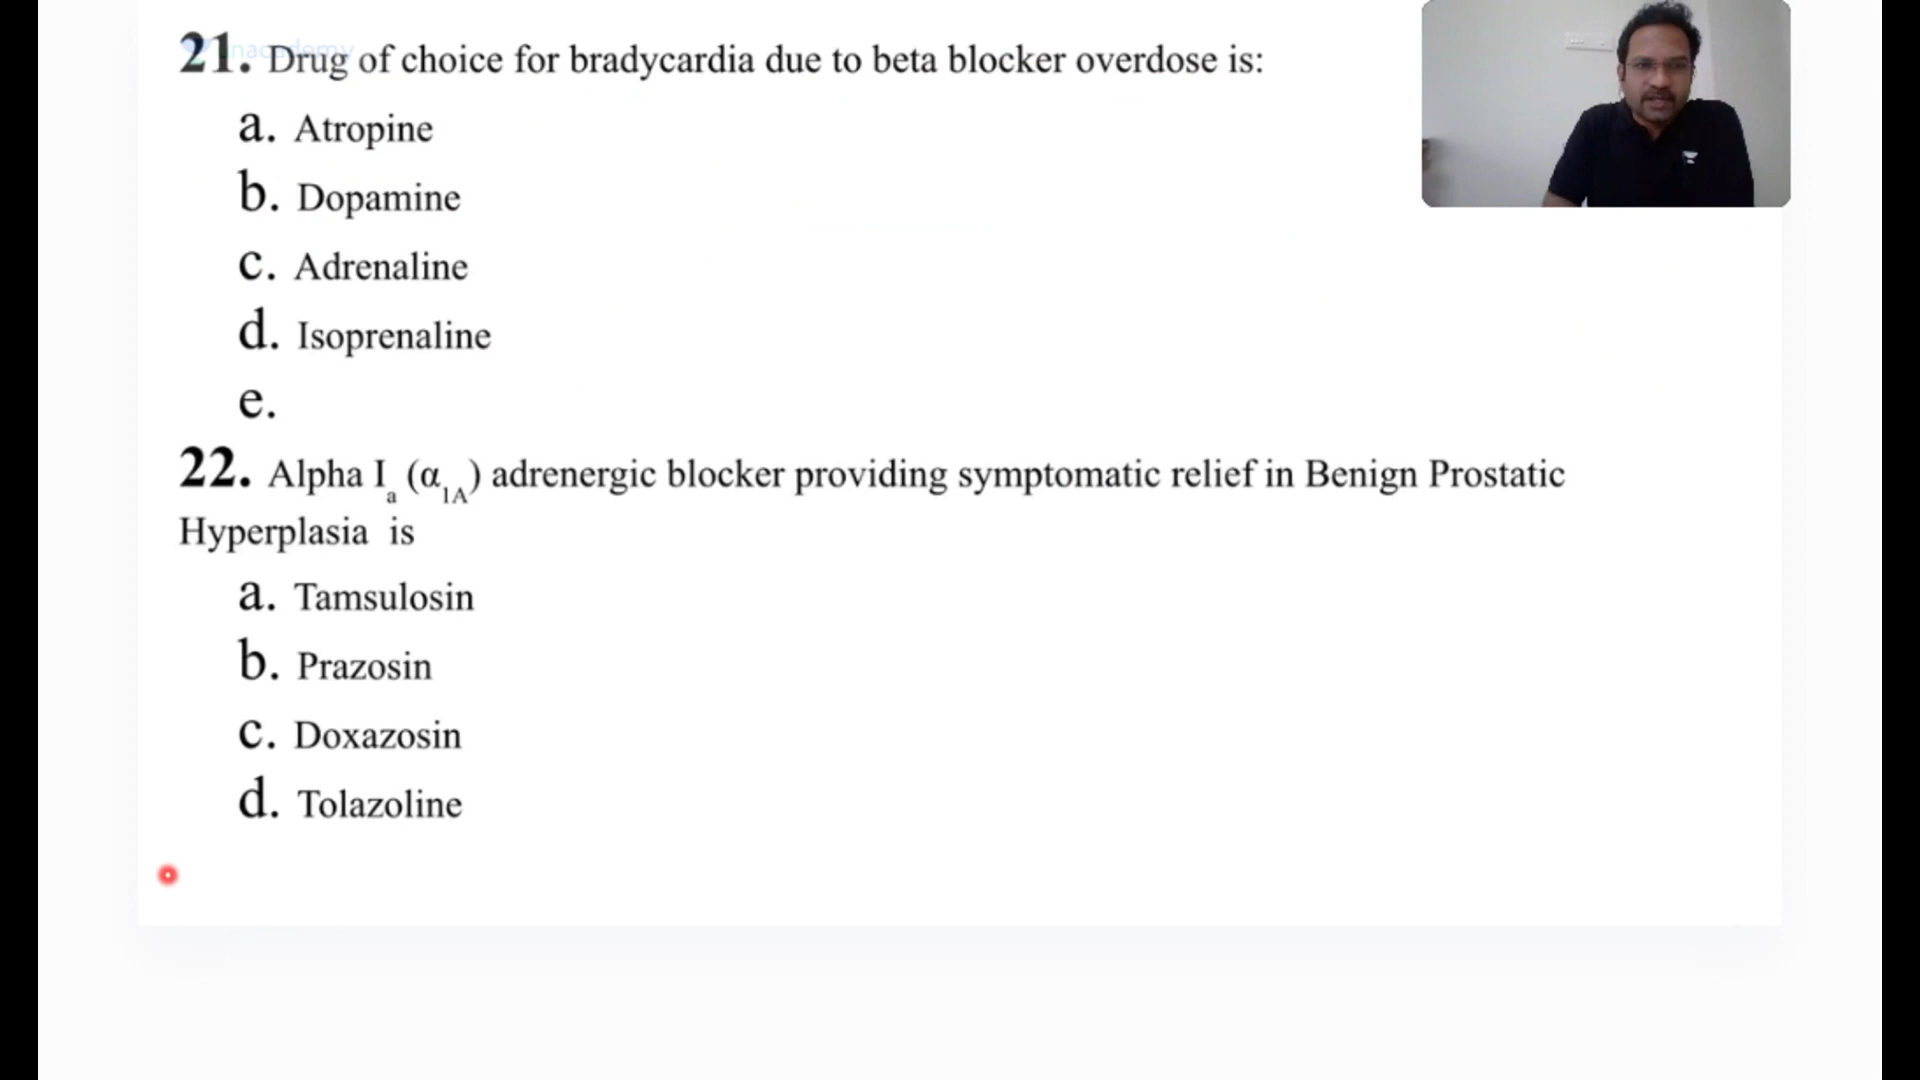 21. Drug of choice for bradycardia due to beta blocker overdose is:
a. Atropine
b. Dopamine
c. Adrenaline
d. Isoprenaline
e.
22. Alpha Iₐ (α₁A) adrenergic blocker providing symptomatic relief in Benign Prostatic
Hyperplasia is
a. Tamsulosin
b. Prazosin
c. Doxazosin
d. Tolazoline